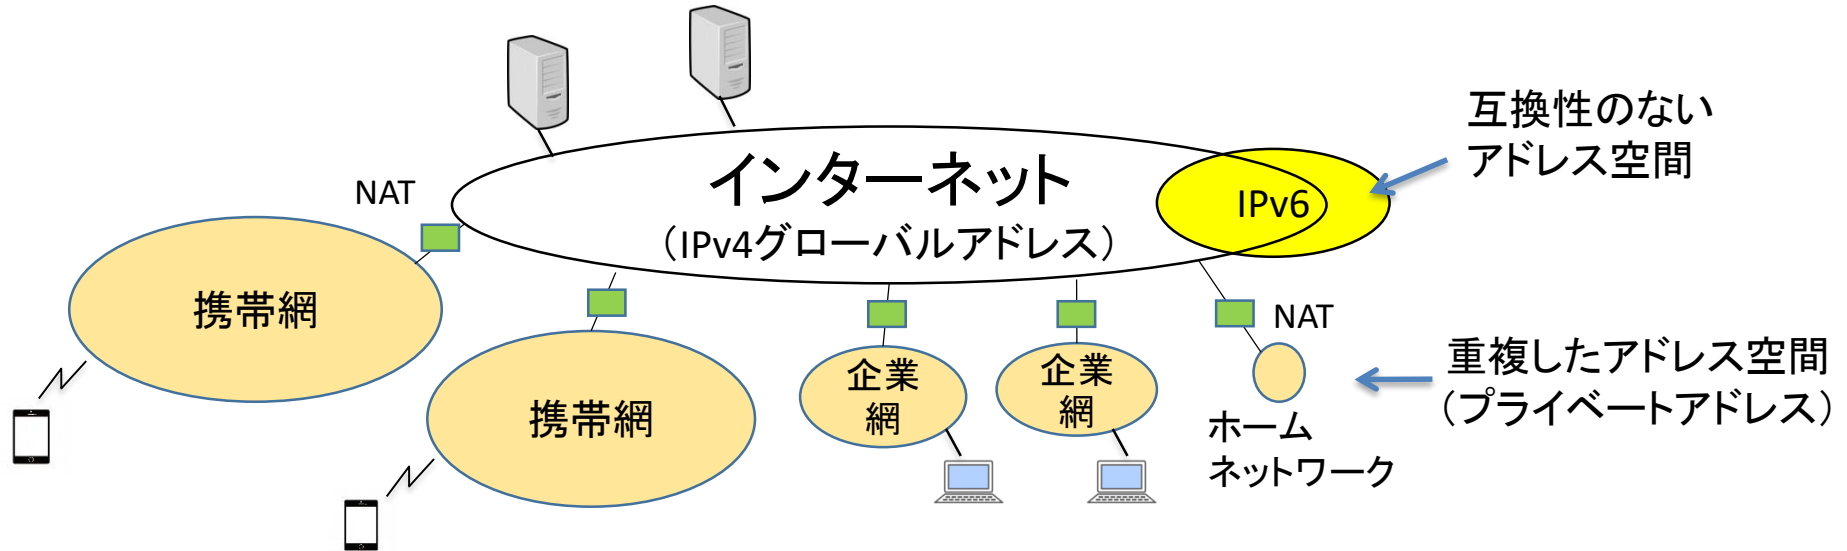 互換性のない
アドレス空間
インターネット
(IPv4グローバルアドレス)
IPv6
NAT
携帯網
携帯網
企業
網
企業
網
NAT
ホーム
ネットワーク
重複したアドレス空間
(プライベートアドレス)